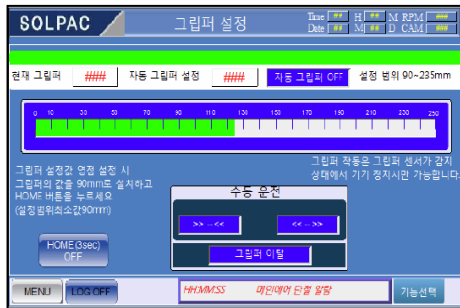 SOLPAC 그립퍼 설정 Time ## H ## M RPM ###
Date ## M ## D CAM ###
현재 그립퍼 ### 자동 그립퍼 설정 ### 자동 그립퍼 OFF 설정 범위 90~235mm
0 10 30 50 70 90 110 130 150 170 190 210 230 250
그립퍼 설정값 영점 설정 시
그립퍼의 값을 90mm로 설치하고
HOME 버튼을 누르세요
(설정범위최소값90mm)
그립퍼 작동은 그립퍼 센서가 감지
상태에서 기기 정지시만 가능합니다.
수동 운전
>> -- << << -- >>
그립퍼 이탈
HOME(3sec)
OFF
MENU LOG OFF HH:MM:SS 메인에어 단절 알람 기능선택